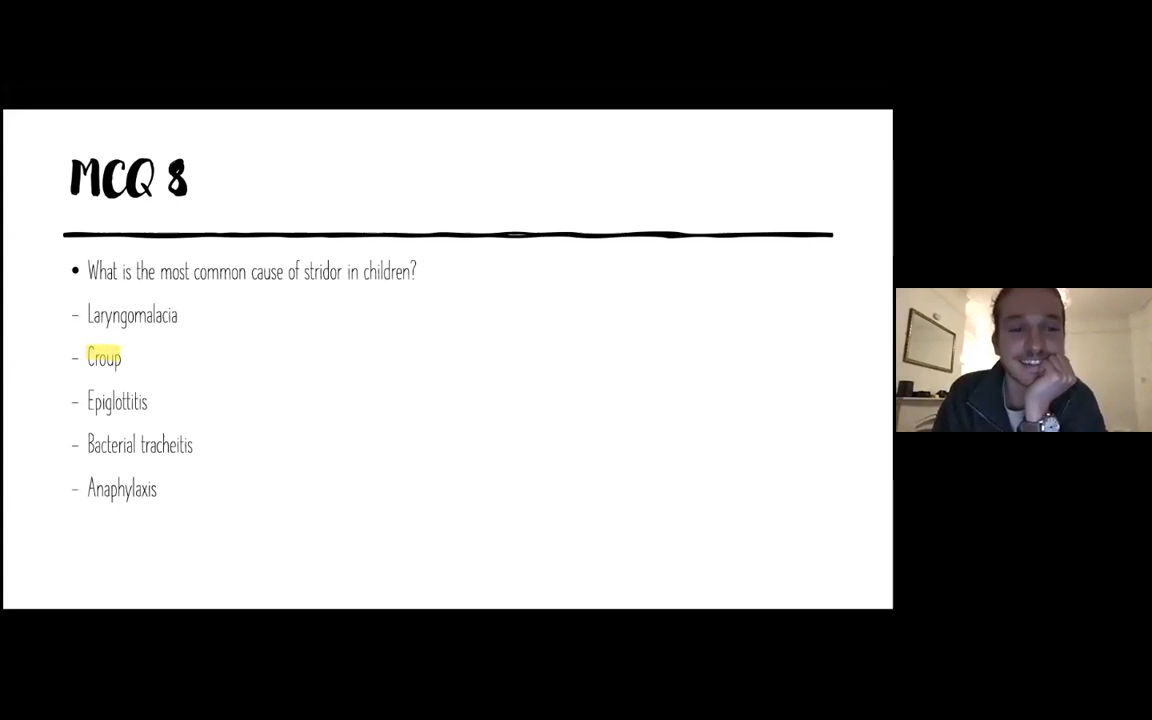 MCQ 8
• What is the most common cause of stridor in children?
- Laryngomalacia
- Croup
- Epiglottitis
- Bacterial tracheitis
- Anaphylaxis